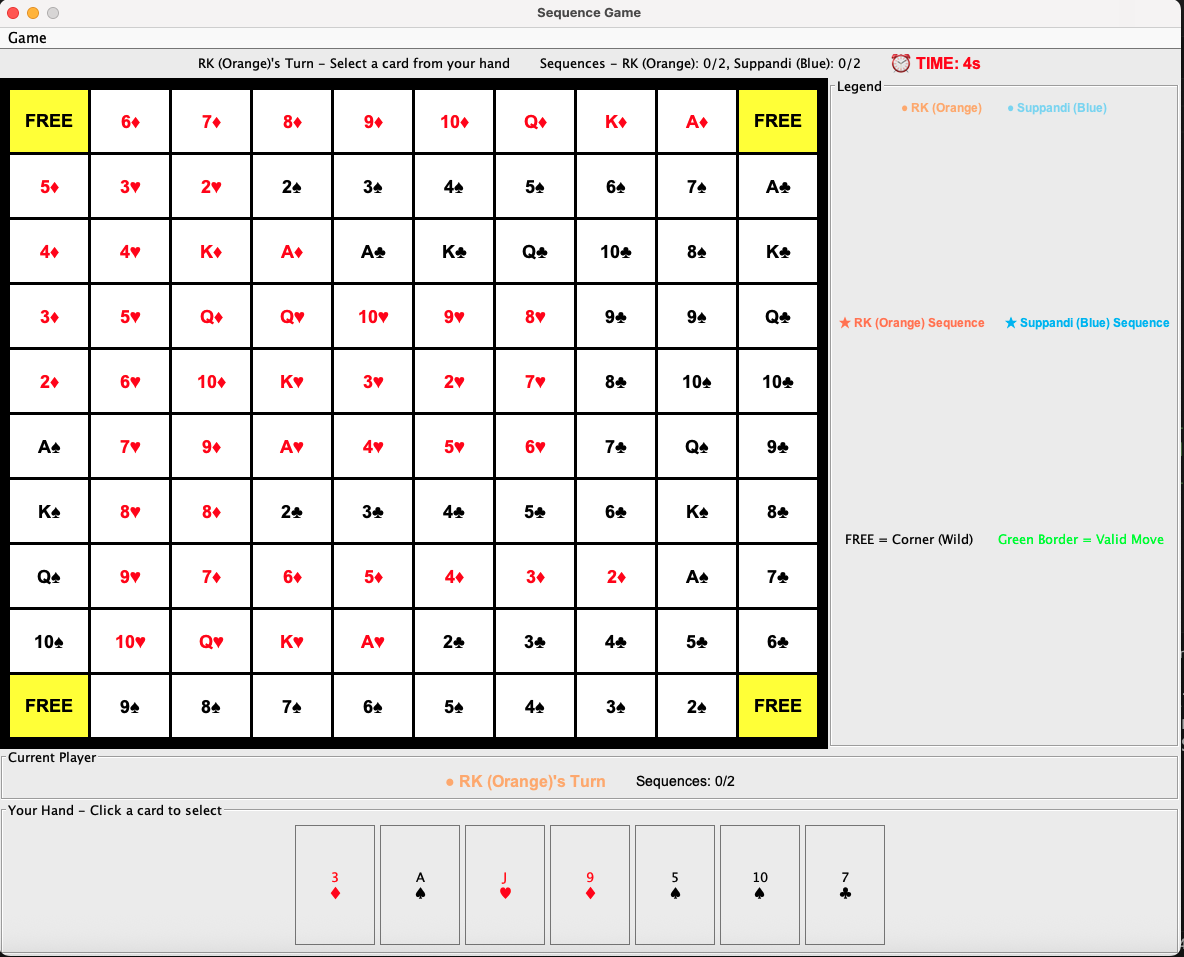 Sequence Game
Game
RK (Orange)'s Turn – Select a card from your hand Sequences – RK (Orange): 0/2, Suppandi (Blue): 0/2 ⏰ TIME: 4s
Legend
● RK (Orange) ● Suppandi (Blue)
★ RK (Orange) Sequence ★ Suppandi (Blue) Sequence
FREE = Corner (Wild) Green Border = Valid Move
FREE 6♦ 7♦ 8♦ 9♦ 10♦ Q♦ K♦ A♦ FREE
5♦ 3♥ 2♥ 2♠ 3♠ 4♠ 5♠ 6♠ 7♠ A♣
4♦ 4♥ K♦ A♦ A♣ K♣ Q♣ 10♣ 8♠ K♣
3♦ 5♥ Q♦ Q♥ 10♥ 9♥ 8♥ 9♣ 9♠ Q♣
2♦ 6♥ 10♦ K♥ 3♥ 2♥ 7♥ 8♣ 10♠ 10♣
A♠ 7♥ 9♦ A♥ 4♥ 5♥ 6♥ 7♣ Q♠ 9♣
K♠ 8♥ 8♦ 2♣ 3♣ 4♣ 5♣ 6♣ K♠ 8♣
Q♠ 9♥ 7♦ 6♦ 5♦ 4♦ 3♦ 2♦ A♠ 7♣
10♠ 10♥ Q♥ K♥ A♥ 2♣ 3♣ 4♣ 5♣ 6♣
FREE 9♠ 8♠ 7♠ 6♠ 5♠ 4♠ 3♠ 2♠ FREE
Current Player
● RK (Orange)'s Turn Sequences: 0/2
Your Hand – Click a card to select
3 A J 9 5 10 7
♦ ♠ ♥ ♦ ♠ ♠ ♣